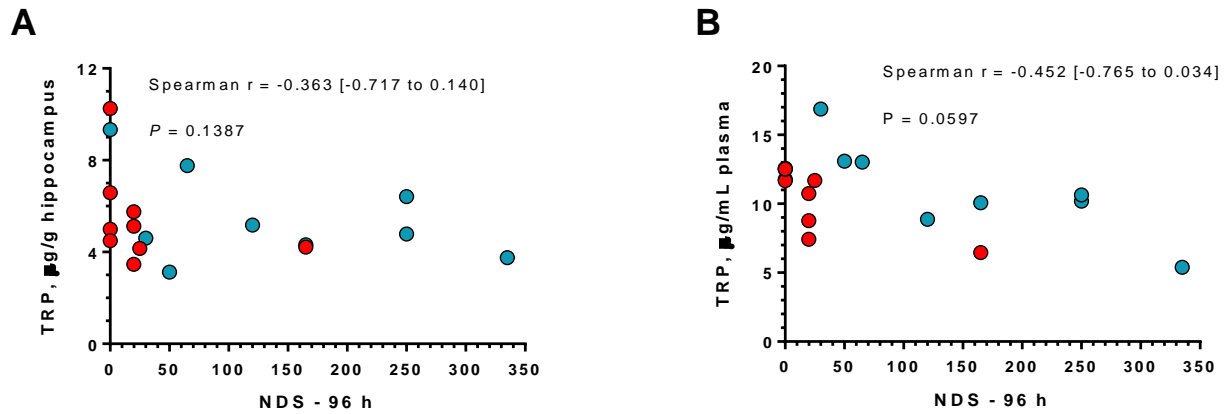 A
B
Spearman r = -0.363 [-0.717 to 0.140]
P = 0.1387
TRP, µg/g hippocampus
12
8
4
0
0 50 100 150 200 250 300 350
NDS - 96 h
Spearman r = -0.452 [-0.765 to 0.034]
P = 0.0597
TRP, µg/mL plasma
20
15
10
5
0
0 50 100 150 200 250 300 350
NDS - 96 h